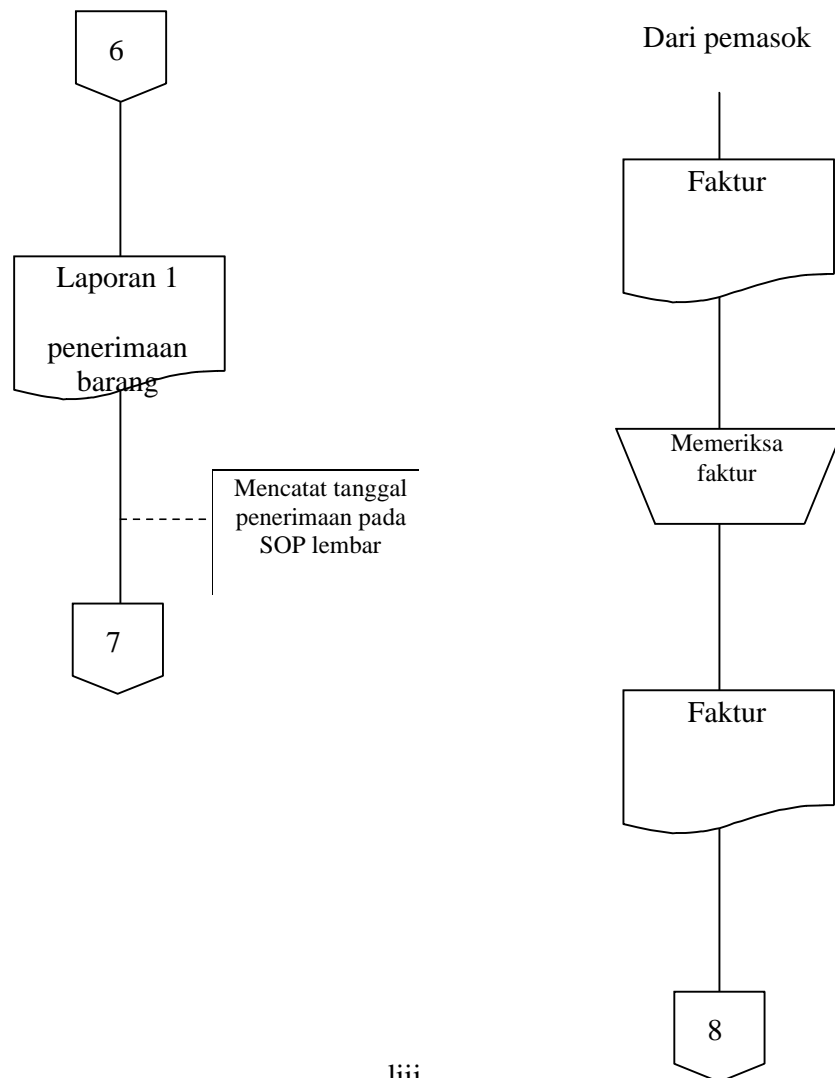 6
Laporan 1
penerimaan
barang
Mencatat tanggal
penerimaan pada
SOP lembar
7
Dari pemasok
Faktur
Memeriksa
faktur
Faktur
8
liii